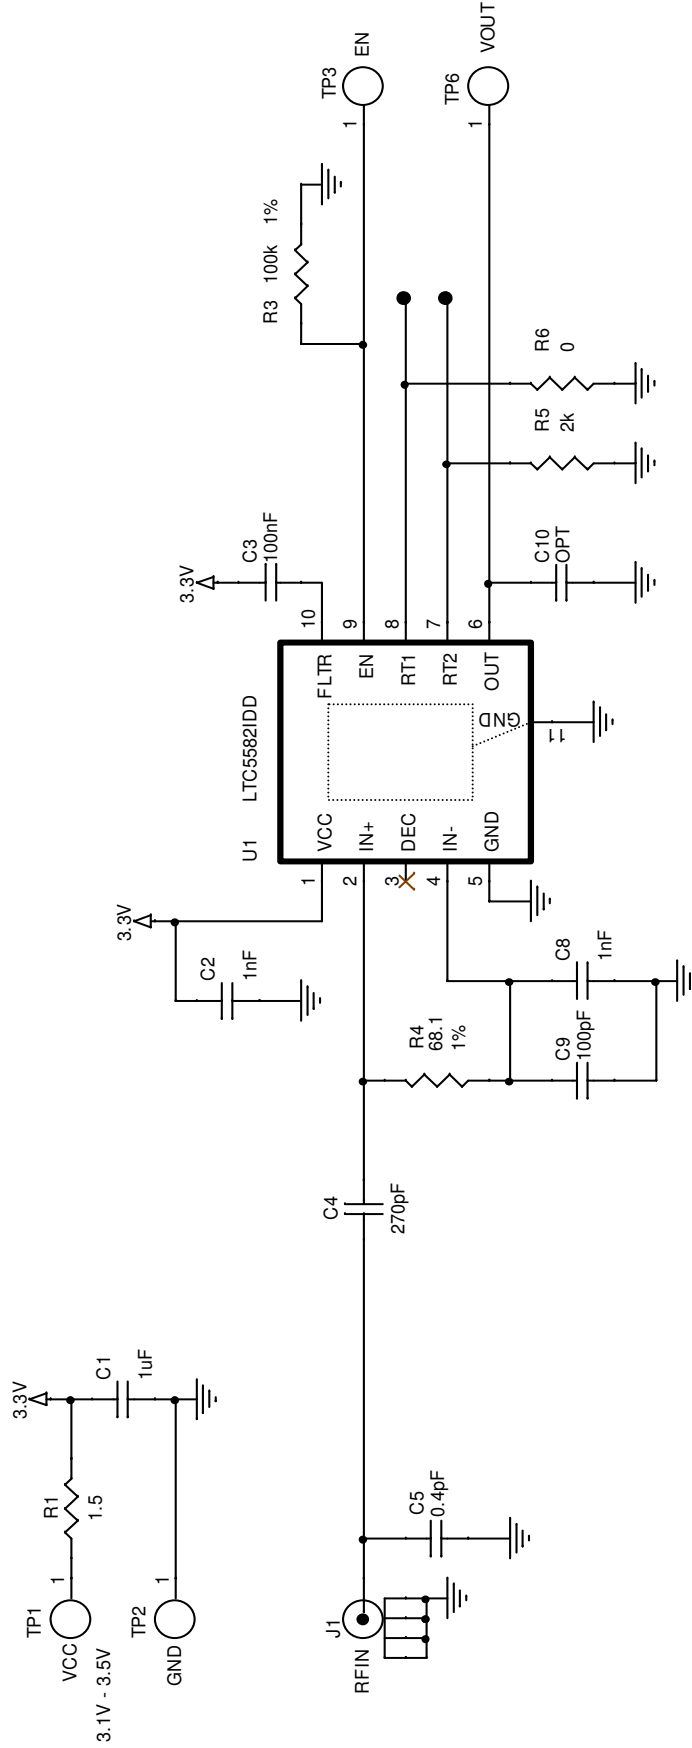 TP1
VCC
3.1V - 3.5V
1
R1
1.5
3.3V
C1
1uF
TP2
GND
1
J1
RFIN
C5
0.4pF
C4
270pF
R4
68.1
1%
C9
100pF
C8
1nF
3.3V
C2
1nF
U1
LTC5582IDD
1
VCC
2
IN+
3
DEC
4
IN-
5
GND
FLTR
10
EN
9
RT1
8
RT2
7
OUT
6
GND
11
3.3V
C3
100nF
C10
OPT
R5
2k
R6
0
R3
100k
1%
1
TP3
EN
1
TP6
VOUT